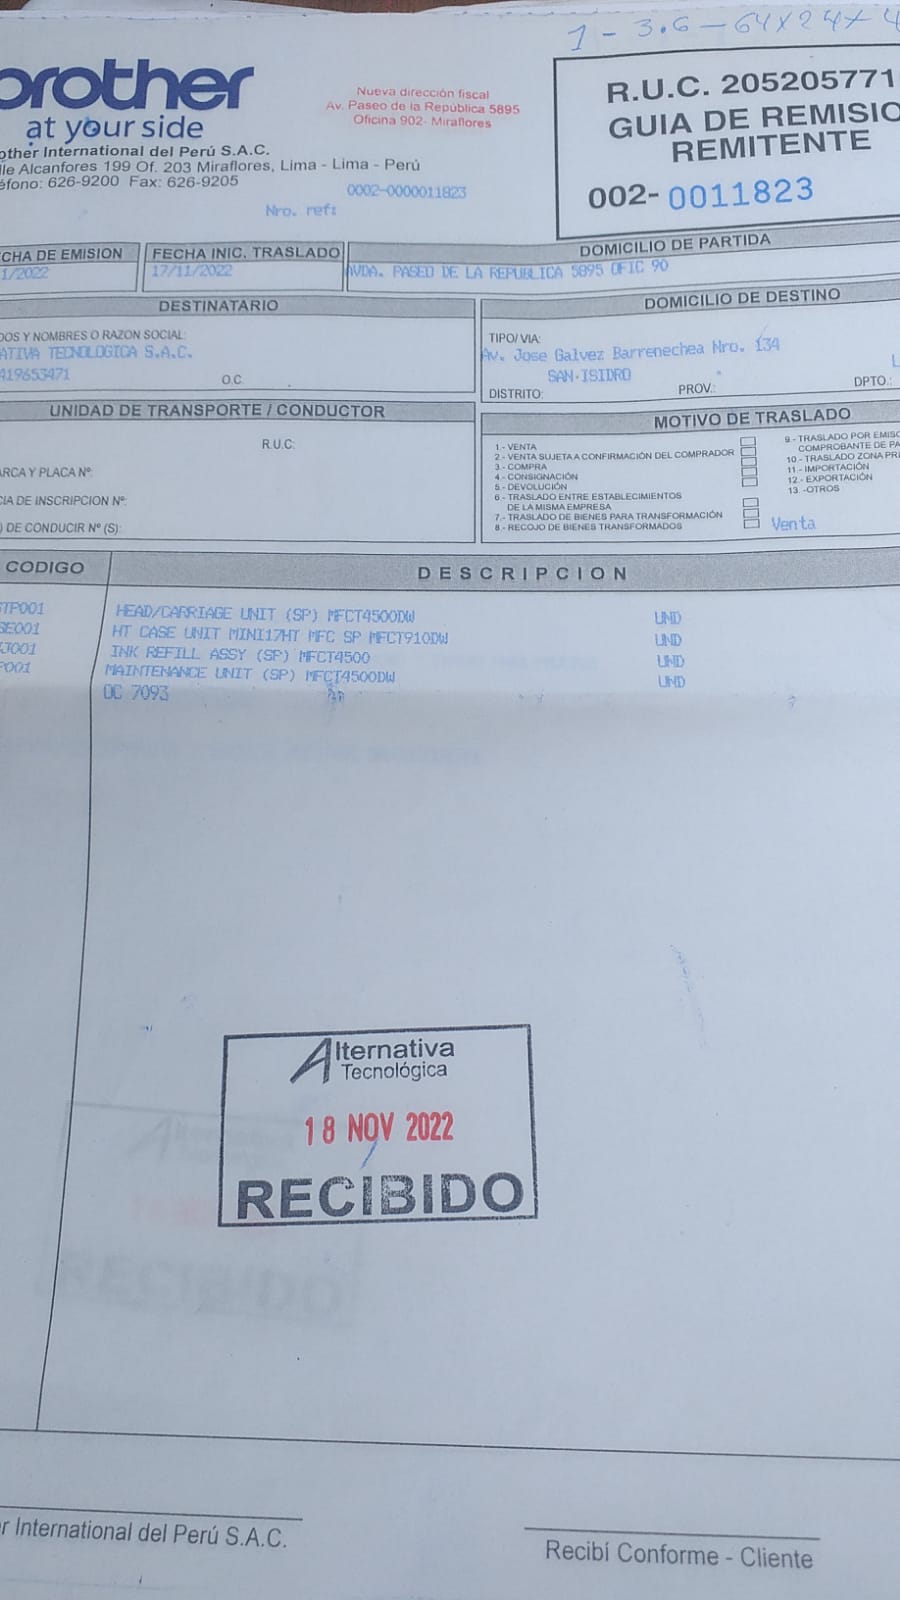 1 - 3.6 - 64X24X4
brother
at your side
Nueva dirección fiscal
Av. Paseo de la República 5895
Oficina 902- Miraflores
R.U.C. 205205771
GUIA DE REMISIO
REMITENTE
002- 0011823
other International del Perú S.A.C.
lle Alcanfores 199 Of. 203 Miraflores, Lima - Lima - Perú
éfono: 626-9200 Fax: 626-9205
0002-0000011823
Nro. ref:
CHA DE EMISION
FECHA INIC. TRASLADO
DOMICILIO DE PARTIDA
1/2022
17/11/2022
AVDA. PASEO DE LA REPUBLICA 5895 OFIC 90
DESTINATARIO
DOMICILIO DE DESTINO
DOS Y NOMBRES O RAZON SOCIAL:
ATIVA TECNOLOGICA S.A.C.
419653471
O.C.
TIPO/ VIA:
Av. Jose Galvez Barrenechea Nro. 134
SAN ISIDRO
L
DISTRITO:
PROV.:
DPTO.:
UNIDAD DE TRANSPORTE / CONDUCTOR
MOTIVO DE TRASLADO
R.U.C:
ARCA Y PLACA Nº:
CIA DE INSCRIPCION Nº:
) DE CONDUCIR Nº (S):
1.- VENTA
2.- VENTA SUJETA A CONFIRMACIÓN DEL COMPRADOR
3.- COMPRA
4.- CONSIGNACIÓN
5.- DEVOLUCIÓN
6.- TRASLADO ENTRE ESTABLECIMIENTOS
DE LA MISMA EMPRESA
7.- TRASLADO DE BIENES PARA TRANSFORMACIÓN
8.- RECOJO DE BIENES TRANSFORMADOS
9.- TRASLADO POR EMISO
COMPROBANTE DE PA
10.- TRASLADO ZONA PRI
11.- IMPORTACIÓN
12.- EXPORTACIÓN
13.-OTROS
Venta
CODIGO
DESCRIPCION
STP001 HEAD/CARRIAGE UNIT (SP) MFCT4500DW UND
SE001 HT CASE UNIT MINI17HT MFC SP MFCT910DW UND
J001 INK REFILL ASSY (SP) MFCT4500 UND
P001 MAINTENANCE UNIT (SP) MFCT4500DW UND
OC 7093
Alternativa
Tecnológica
18 NOV 2022
RECIBIDO
r International del Perú S.A.C.
Recibí Conforme - Cliente